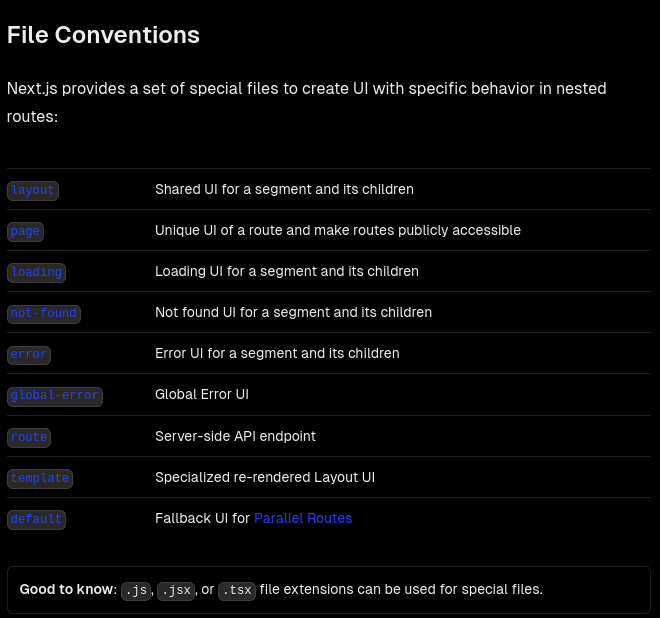 File Conventions
Next.js provides a set of special files to create UI with specific behavior in nested
routes:
layout Shared UI for a segment and its children
page Unique UI of a route and make routes publicly accessible
loading Loading UI for a segment and its children
not-found Not found UI for a segment and its children
error Error UI for a segment and its children
global-error Global Error UI
route Server-side API endpoint
template Specialized re-rendered Layout UI
default Fallback UI for Parallel Routes
Good to know: .js, .jsx, or .tsx file extensions can be used for special files.